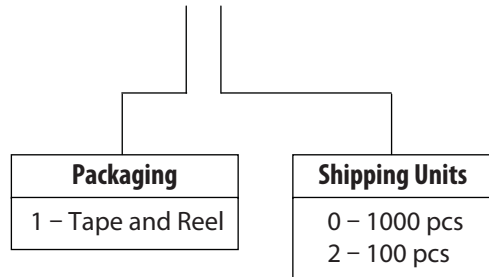 Packaging
1 – Tape and Reel
Shipping Units
0 – 1000 pcs
2 – 100 pcs